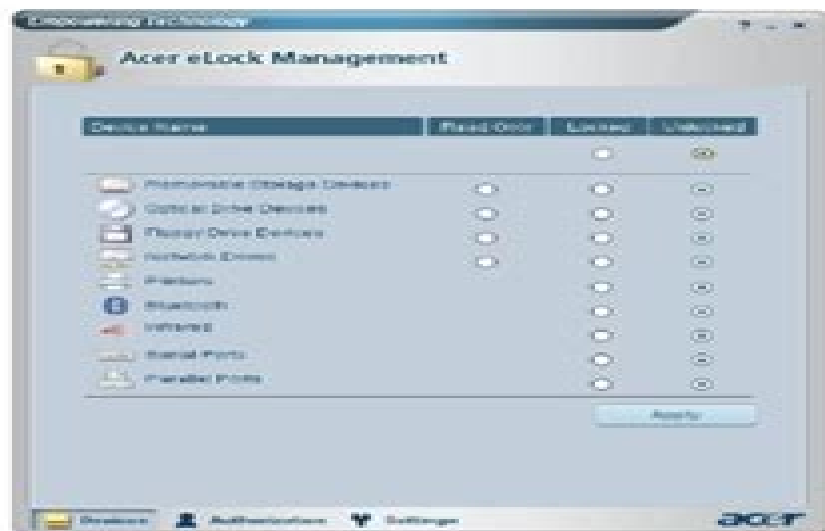 Empowering Technology
Acer eLock Management
Device Name Read-Only Locked Unlocked
Removable Storage Devices
Optical Drive Devices
Floppy Drive Devices
Network Drives
Printers
Bluetooth
Infrared
Serial Ports
Parallel Ports
Apply
Devices Authentication Settings
acer